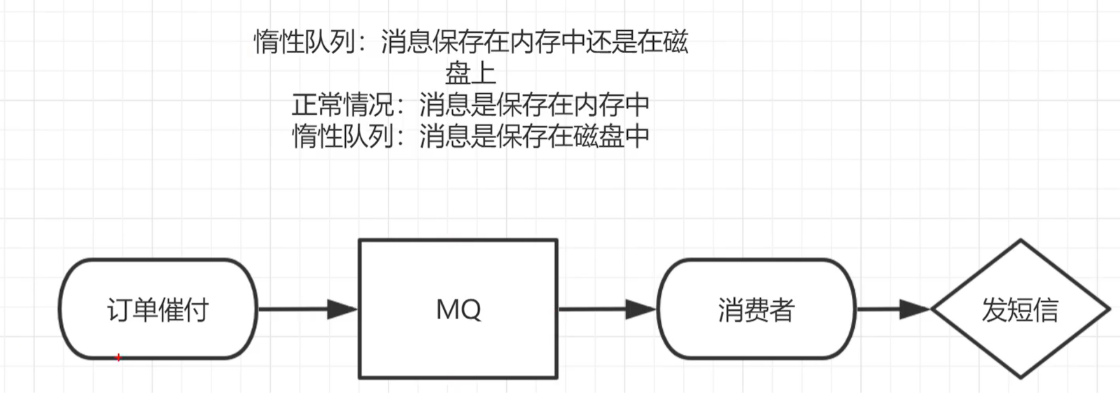 惰性队列：消息保存在内存中还是在磁
盘上
正常情况：消息是保存在内存中
惰性队列：消息是保存在磁盘中
订单催付
MQ
消费者
发短信